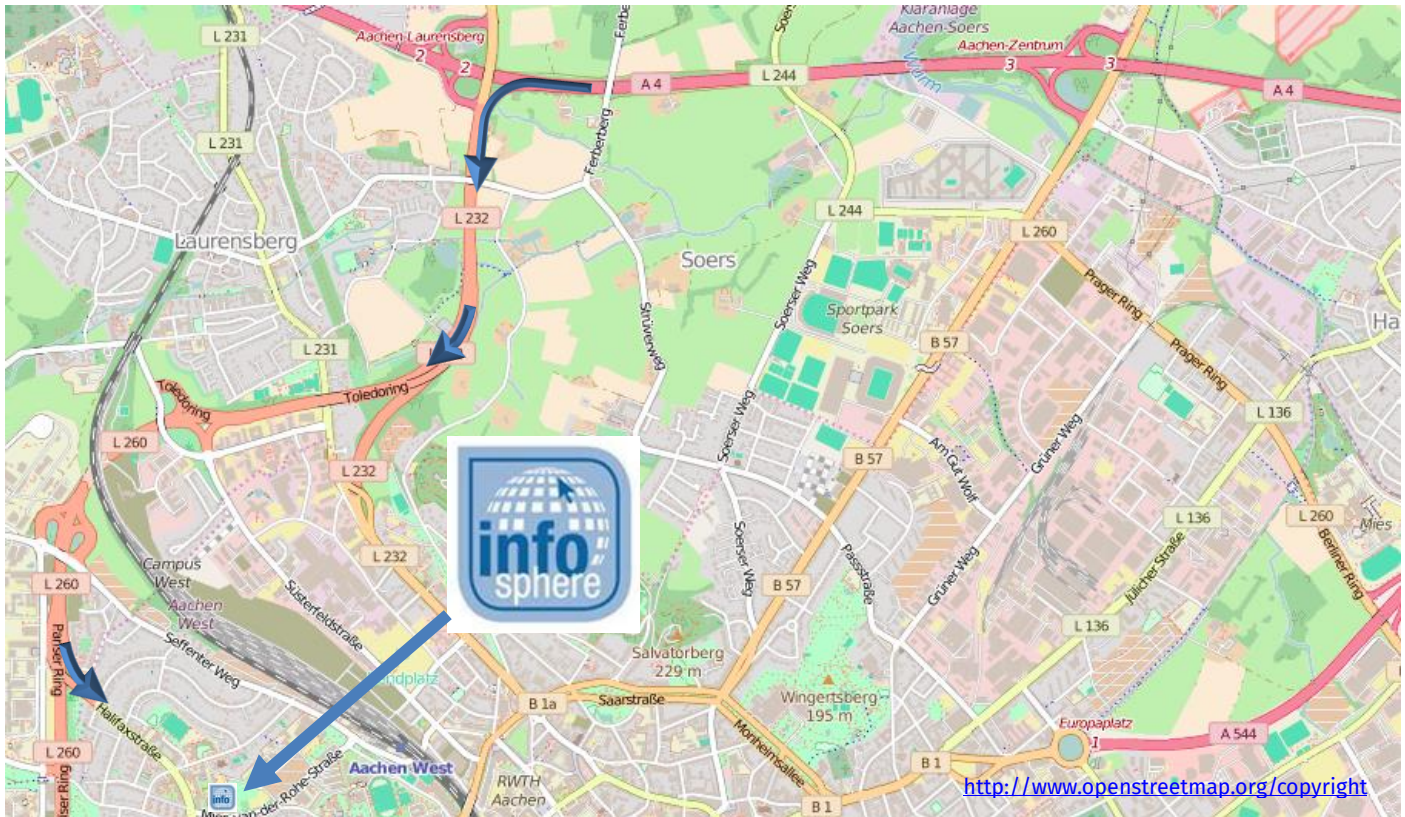 Kläranlage
Aachen-Soers
L 231
Aachen-Laurensberg
2
2
Ferberberg
Soerser
A 4
L 244
Wurm
Aachen-Zentrum
3
3
A 4
L 231
Ferberberg
L 232
L 244
L 260
Laurensberg
Soers
Soerser Weg
Sportpark
Soers
Prager Ring
Strüverweg
B 57
Prager Ring
L 231
Toledoring
Toledoring
L 260
L 232
Soerser Weg
B 57
Am Gut Wolf
Grüner Weg
L 136
L 260
L 136
Mies
Berliner Ring
info
sphere
L 232
Campus
West
Aachen
West
Süsterfeldstraße
Soerser Weg
Passstraße
B 57
Grüner Weg
Jülicher Straße
L 136
L 260
Pariser Ring
Seffenter Weg
Salvatorberg
229 m
Wingertsberg
195 m
B 1a
Saarstraße
Monheimsallee
Europaplatz
1
A 544
Halifaxstraße
L 260
Aachen West
RWTH
Aachen
B 1
B 1
info
Mies-van-der-Rohe-Straße
http://www.openstreetmap.org/copyright